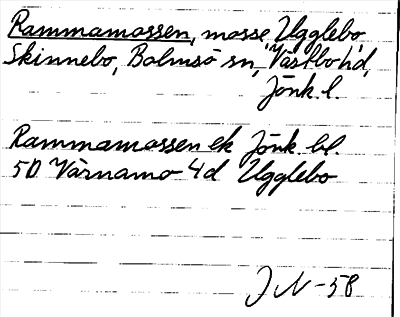 Rammamossen, mosse, Ugglebo
Skinnebo, Bolmsö sn, Västbo hd,
Jönk. l.
Rammamossen ek Jönk. bl.
5D Värnamo 4d Ugglebo
JN-58